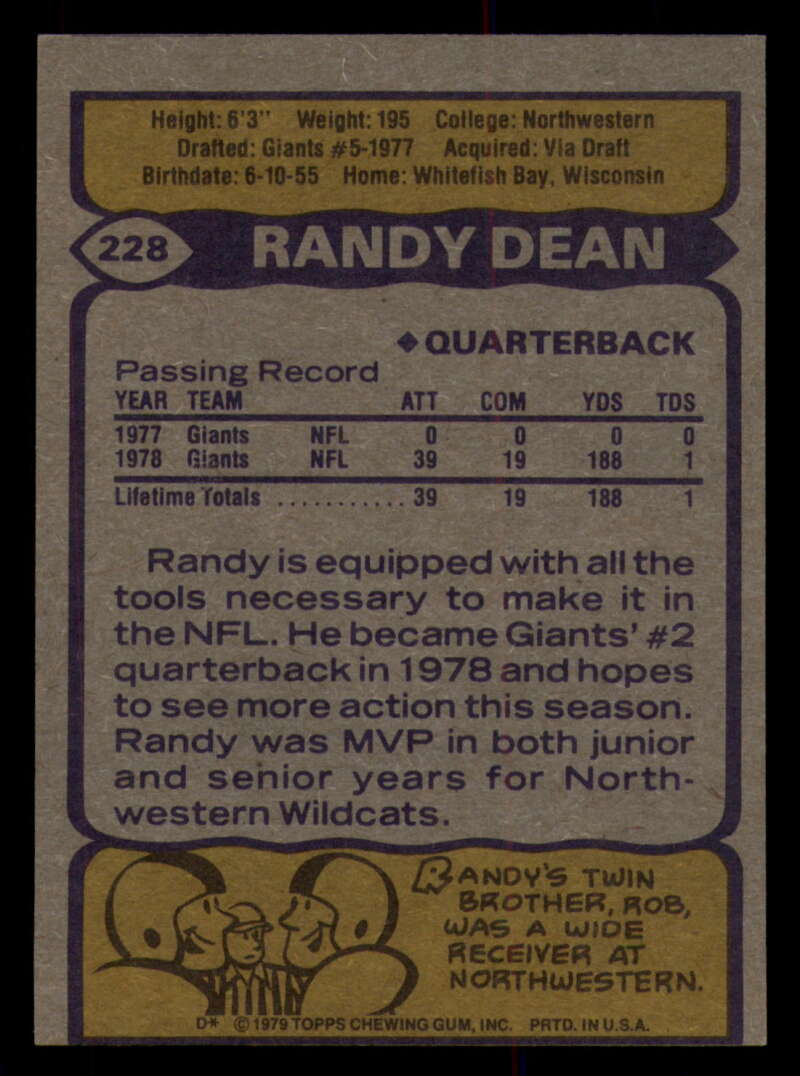 Height: 6'3" Weight: 195 College: Northwestern
Drafted: Giants #5-1977 Acquired: Via Draft
Birthdate: 6-10-55 Home: Whitefish Bay, Wisconsin
228 RANDY DEAN
◆ QUARTERBACK
Passing Record
YEAR TEAM ATT COM YDS TDS
1977 Giants NFL 0 0 0 0
1978 Giants NFL 39 19 188 1
Lifetime Totals ............ 39 19 188 1
Randy is equipped with all the
tools necessary to make it in
the NFL. He became Giants' #2
quarterback in 1978 and hopes
to see more action this season.
Randy was MVP in both junior
and senior years for North-
western Wildcats.
RANDY'S TWIN
BROTHER, ROB,
WAS A WIDE
RECEIVER AT
NORTHWESTERN.
D* © 1979 TOPPS CHEWING GUM, INC. PRTD. IN U.S.A.